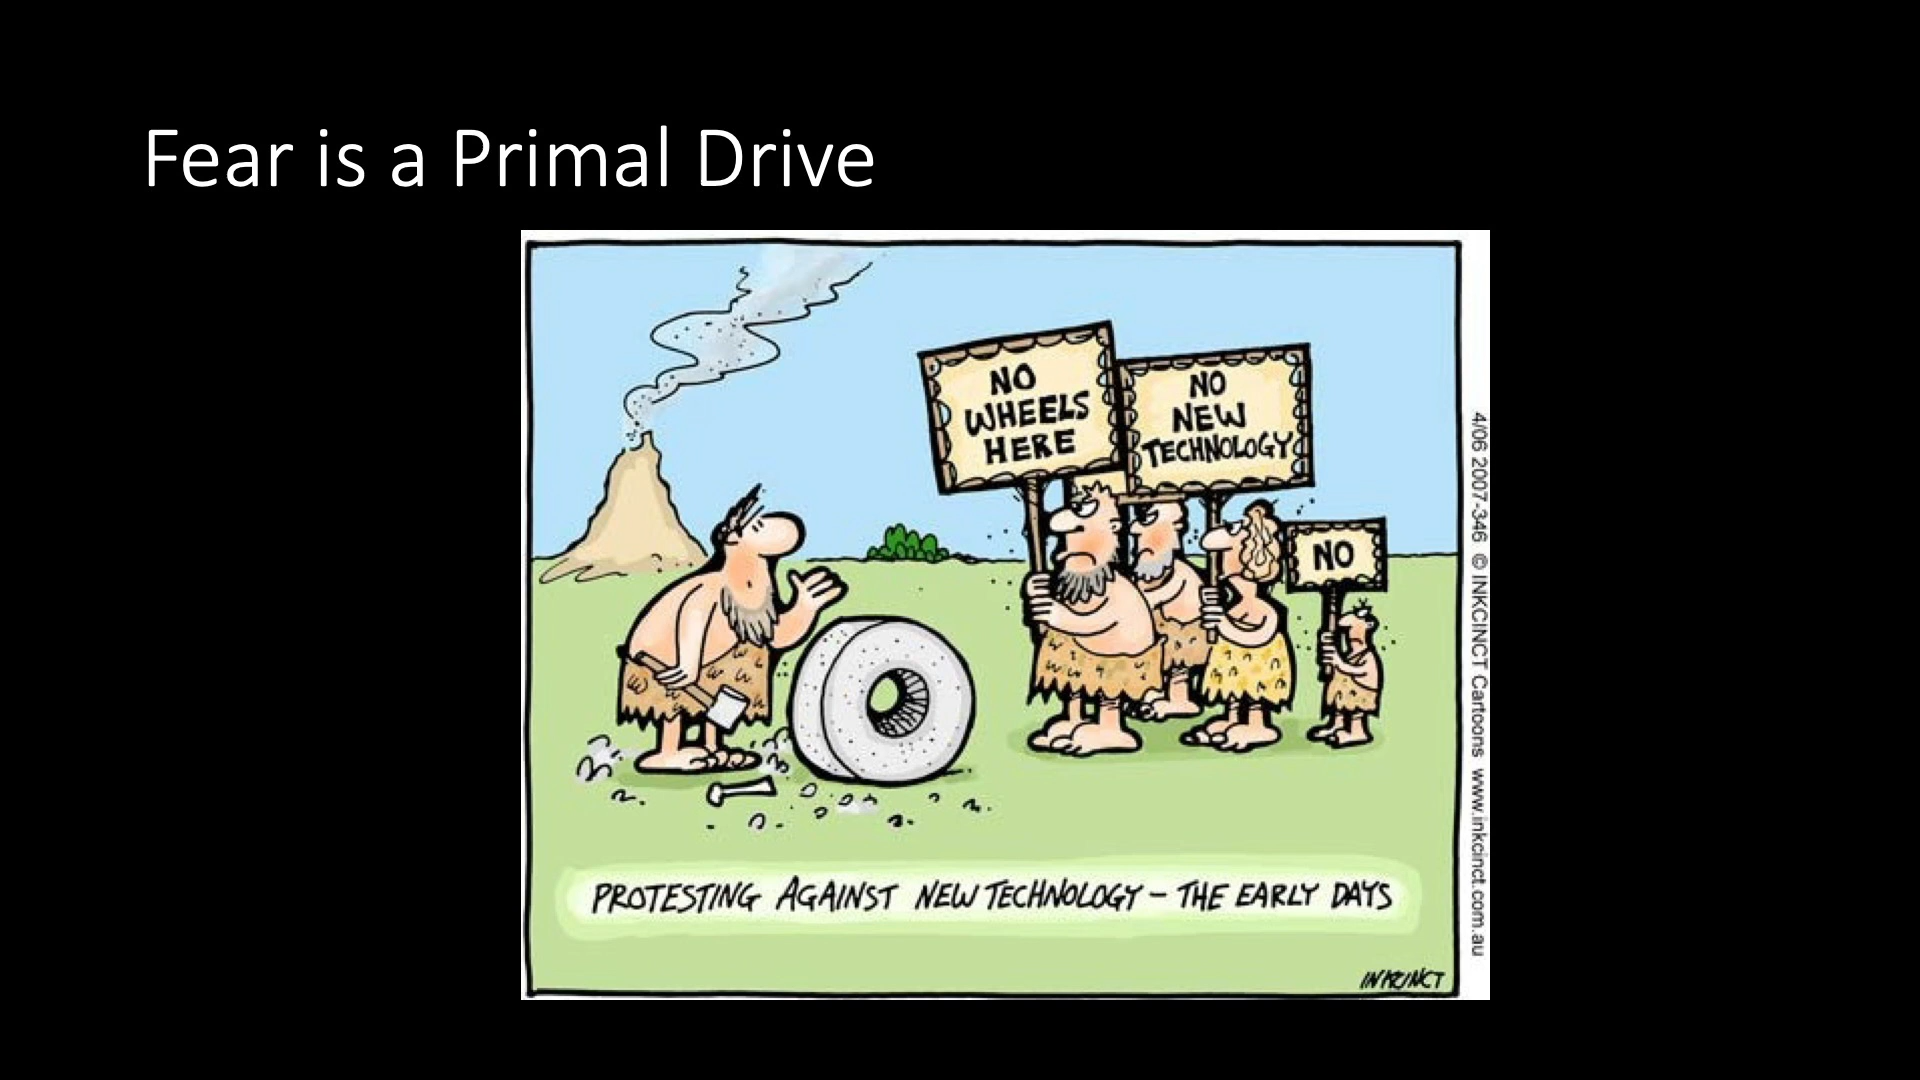 Fear is a Primal Drive
NO
WHEELS
HERE
NO
NEW
TECHNOLOGY
NO
PROTESTING AGAINST NEW TECHNOLOGY – THE EARLY DAYS
INKCINCT
4/06 2007-346 © INKCINCT Cartoons www.inkcinct.com.au